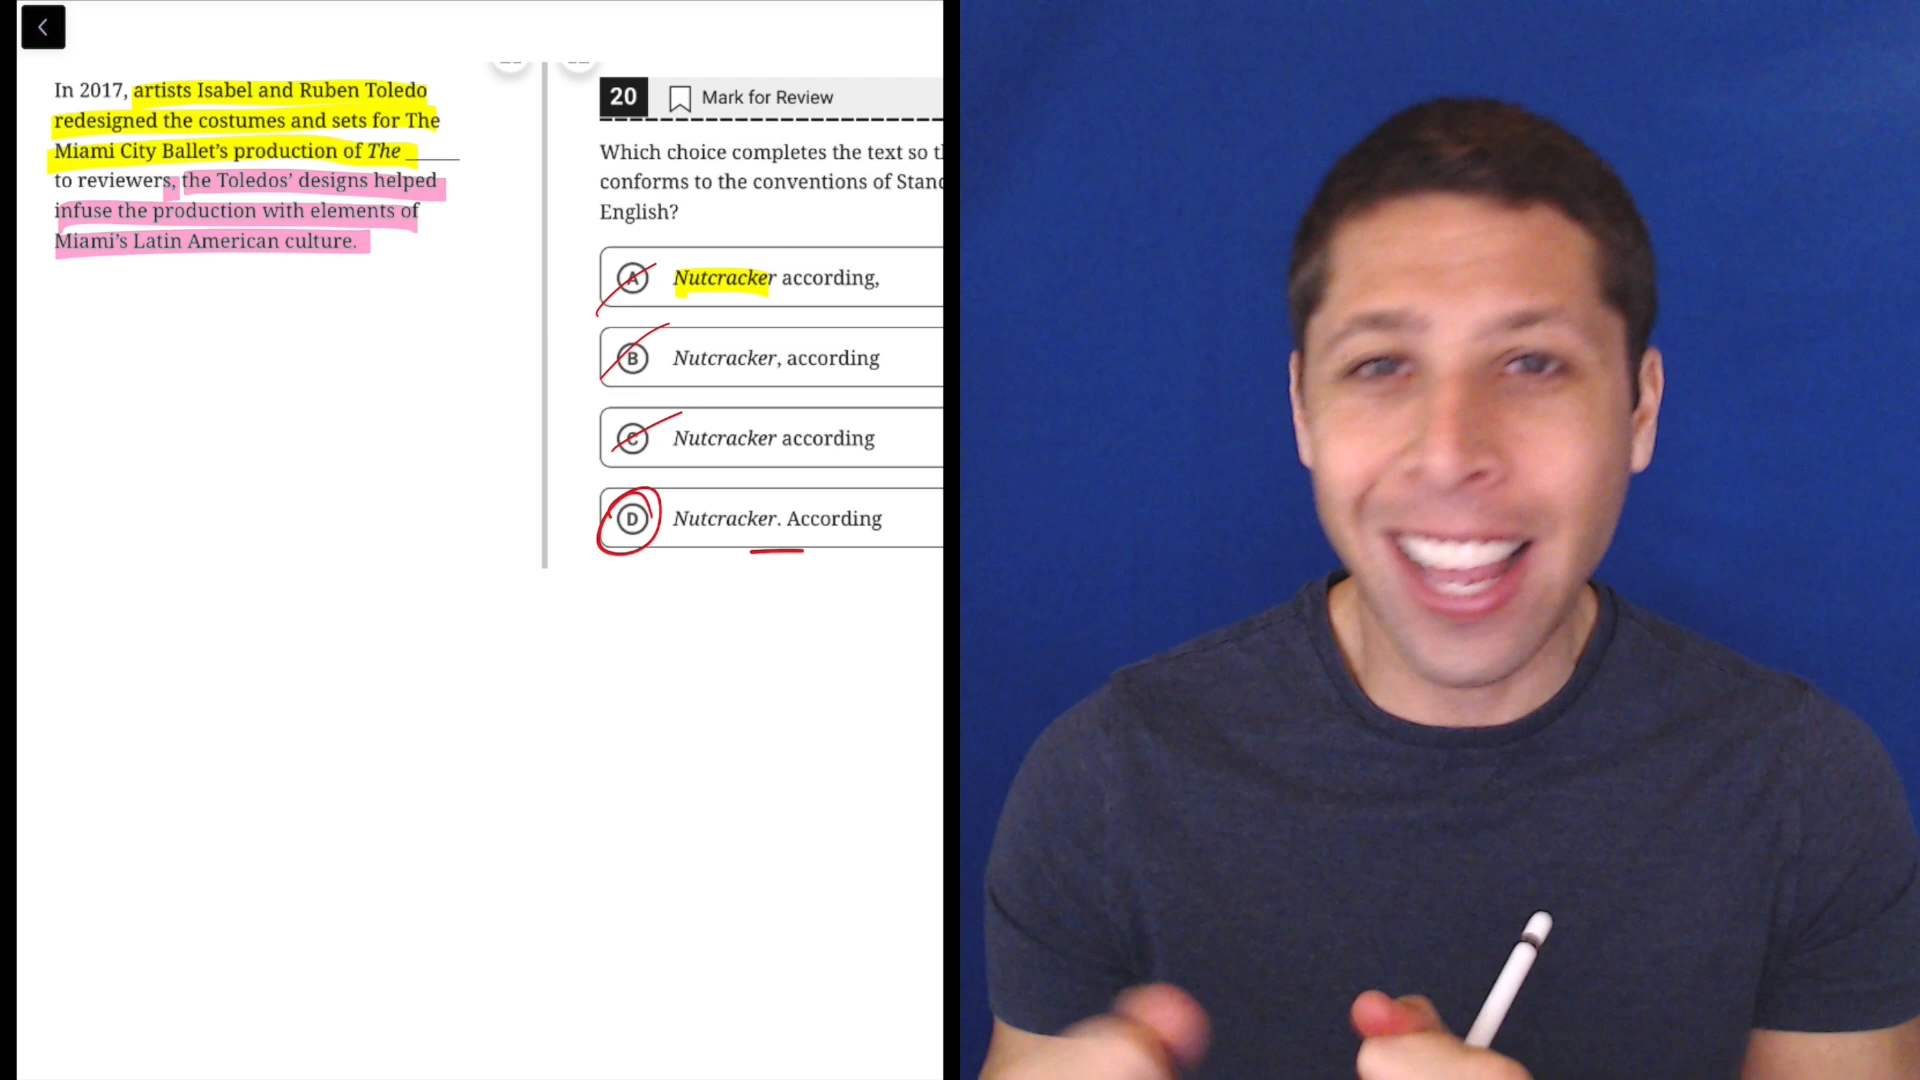 In 2017, artists Isabel and Ruben Toledo
redesigned the costumes and sets for The
Miami City Ballet's production of The ______
to reviewers, the Toledos' designs helped
infuse the production with elements of
Miami's Latin American culture.
20 Mark for Review
Which choice completes the text so
conforms to the conventions of
English?
A Nutcracker according,
B Nutcracker, according
C Nutcracker according
D Nutcracker. According